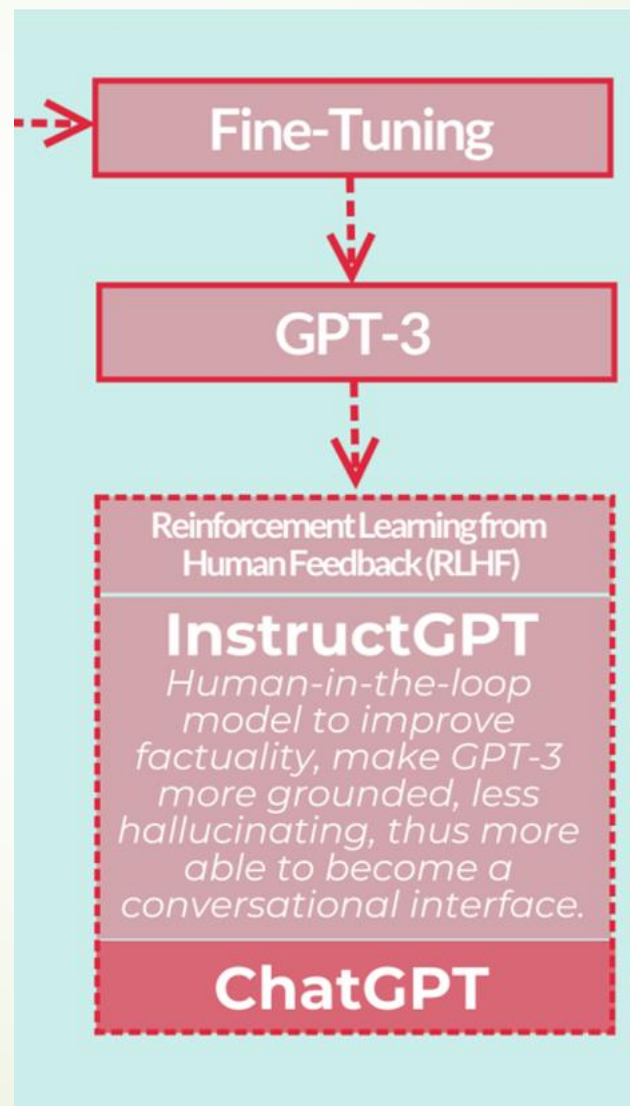 Fine-Tuning
GPT-3
Reinforcement Learning from
Human Feedback (RLHF)
InstructGPT
Human-in-the-loop
model to improve
factuality, make GPT-3
more grounded, less
hallucinating, thus more
able to become a
conversational interface.
ChatGPT